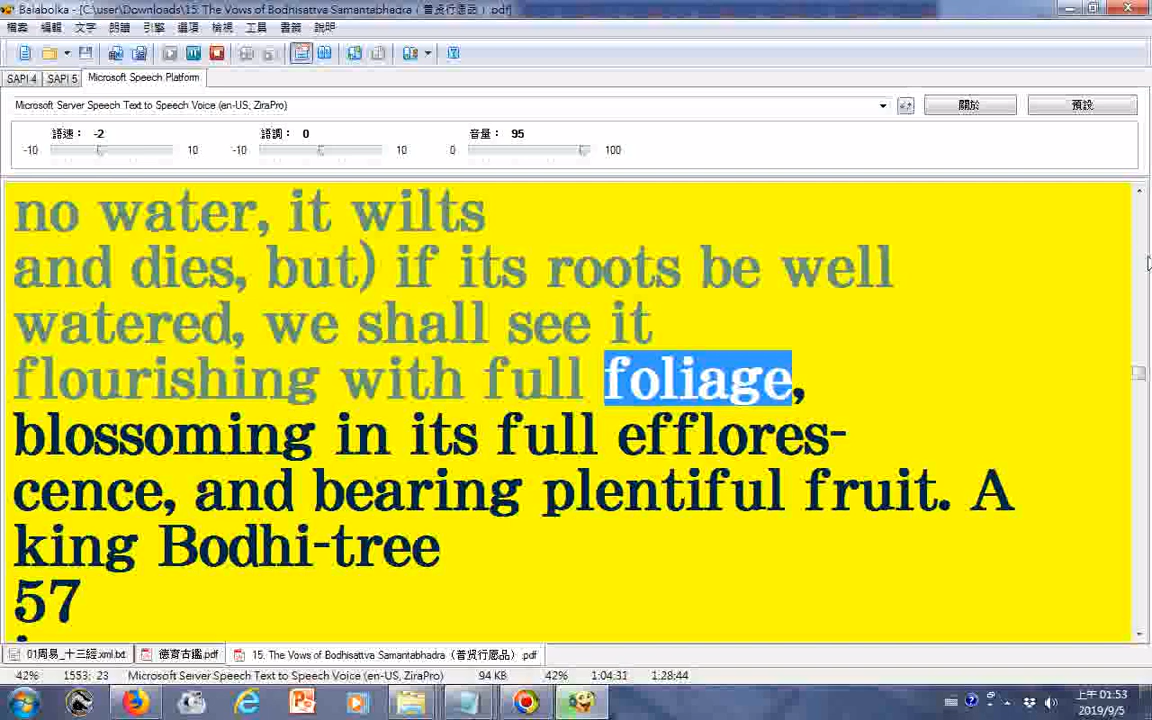 Balabolka - [C:\user\Downloads\15. The Vows of Bodhisattva Samantabhadra（普贤行愿品）.pdf]
檔案 編輯 文字 朗讀 引擎 選項 檢視 工具 書籤 說明
SAPI 4 SAPI 5 Microsoft Speech Platform
Microsoft Server Speech Text to Speech Voice (en-US, ZiraPro) 關於 預設
語速： -2 語調： 0 音量： 95
-10 10 -10 10 0 100
no water, it wilts
and dies, but) if its roots be well
watered, we shall see it
flourishing with full foliage,
blossoming in its full efflores-
cence, and bearing plentiful fruit. A
king Bodhi-tree
57
01周易_十三經.xml.txt 德育古鑑.pdf 15. The Vows of Bodhisattva Samantabhadra（普贤行愿品）.pdf
42% 1553: 23 Microsoft Server Speech Text to Speech Voice (en-US, ZiraPro) 94 KB 42% 1:04:31 1:28:44
上午 01:53
2019/9/5